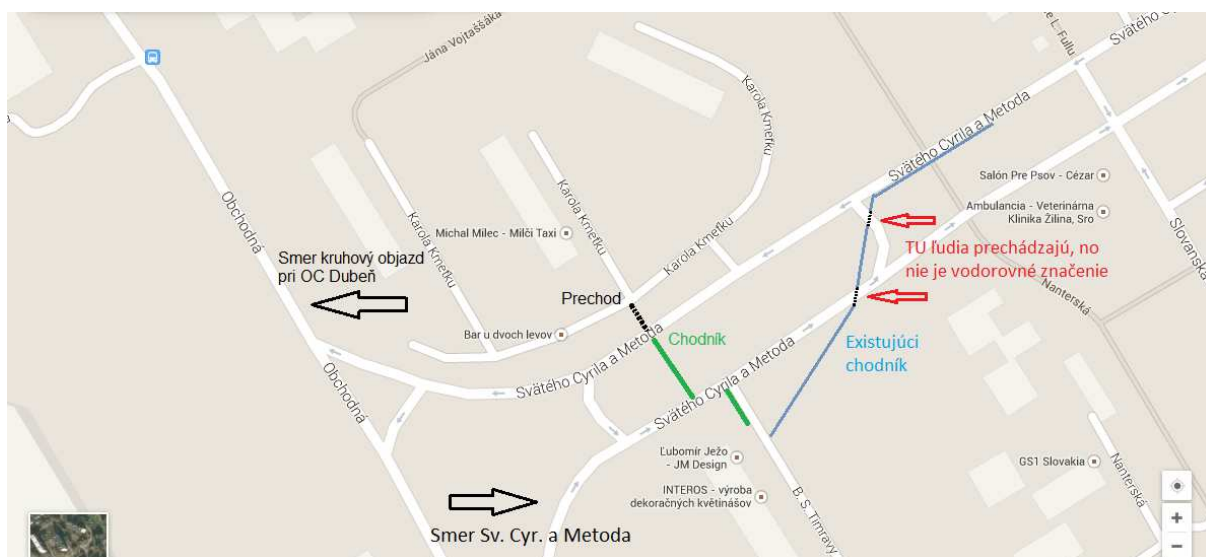 Jána Vojtaššáka
Karola Kmeťku
Karola Kmeťku
Karola Kmeťku
Karola Kmeťku
Svätého Cyrila a Metoda
Svätého Cyrila a Metoda
Salón Pre Psov - Cézar
Ambulancia - Veterinárna
Klinika Žilina, Sro
Slovanská
Obchodná
Michal Milec - Milči Taxi
TU ľudia prechádzajú, no
nie je vodorovné značenie
Smer kruhový objazd
pri OC Dubeň
Prechod
Nanterská
Bar u dvoch levov
Chodník
Existujúci
chodník
Svätého Cyrila a Metoda
Svätého Cyrila a Metoda
Obchodná
Ľubomír Ježo
- JM Design
INTEROS - výroba
dekoračných květinášov
B. S. Timravy
GS1 Slovakia
Nanterská
Smer Sv. Cyr. a Metoda
+
−